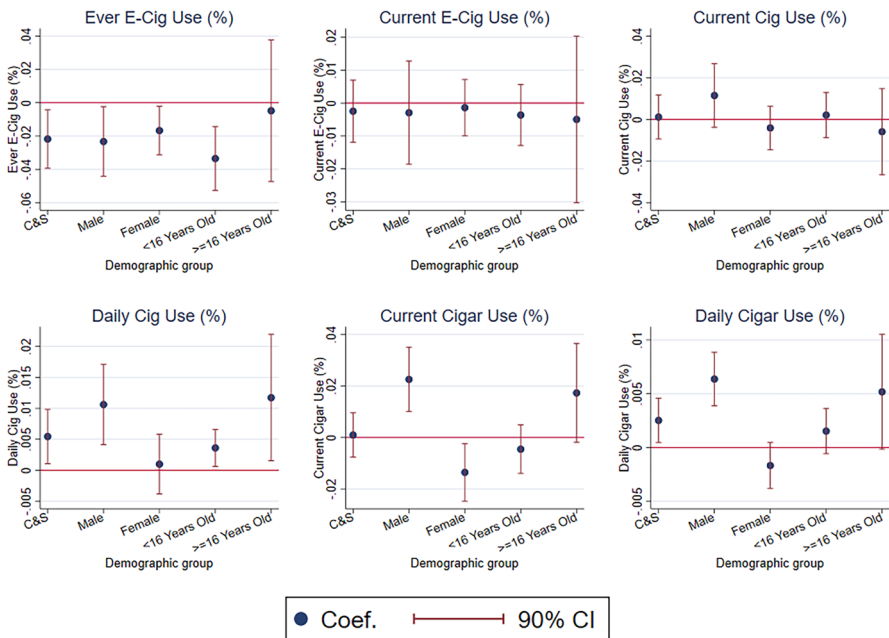 Ever E-Cig Use (%)
Ever E-Cig Use (%)
.04
.02
0
-.02
-.04
-.06
C&S
Male
Female
<16 Years Old
>=16 Years Old
Demographic group
Current E-Cig Use (%)
Current E-Cig Use (%)
.02
.01
0
-.01
-.02
-.03
C&S
Male
Female
<16 Years Old
>=16 Years Old
Demographic group
Current Cig Use (%)
Current Cig Use (%)
.04
.02
0
-.02
-.04
C&S
Male
Female
<16 Years Old
>=16 Years Old
Demographic group
Daily Cig Use (%)
Daily Cig Use (%)
.02
.015
.01
.005
0
-.005
C&S
Male
Female
<16 Years Old
>=16 Years Old
Demographic group
Current Cigar Use (%)
Current Cigar Use (%)
.04
.02
0
-.02
C&S
Male
Female
<16 Years Old
>=16 Years Old
Demographic group
Daily Cigar Use (%)
Daily Cigar Use (%)
.01
.005
0
-.005
C&S
Male
Female
<16 Years Old
>=16 Years Old
Demographic group
Coef.
90% CI